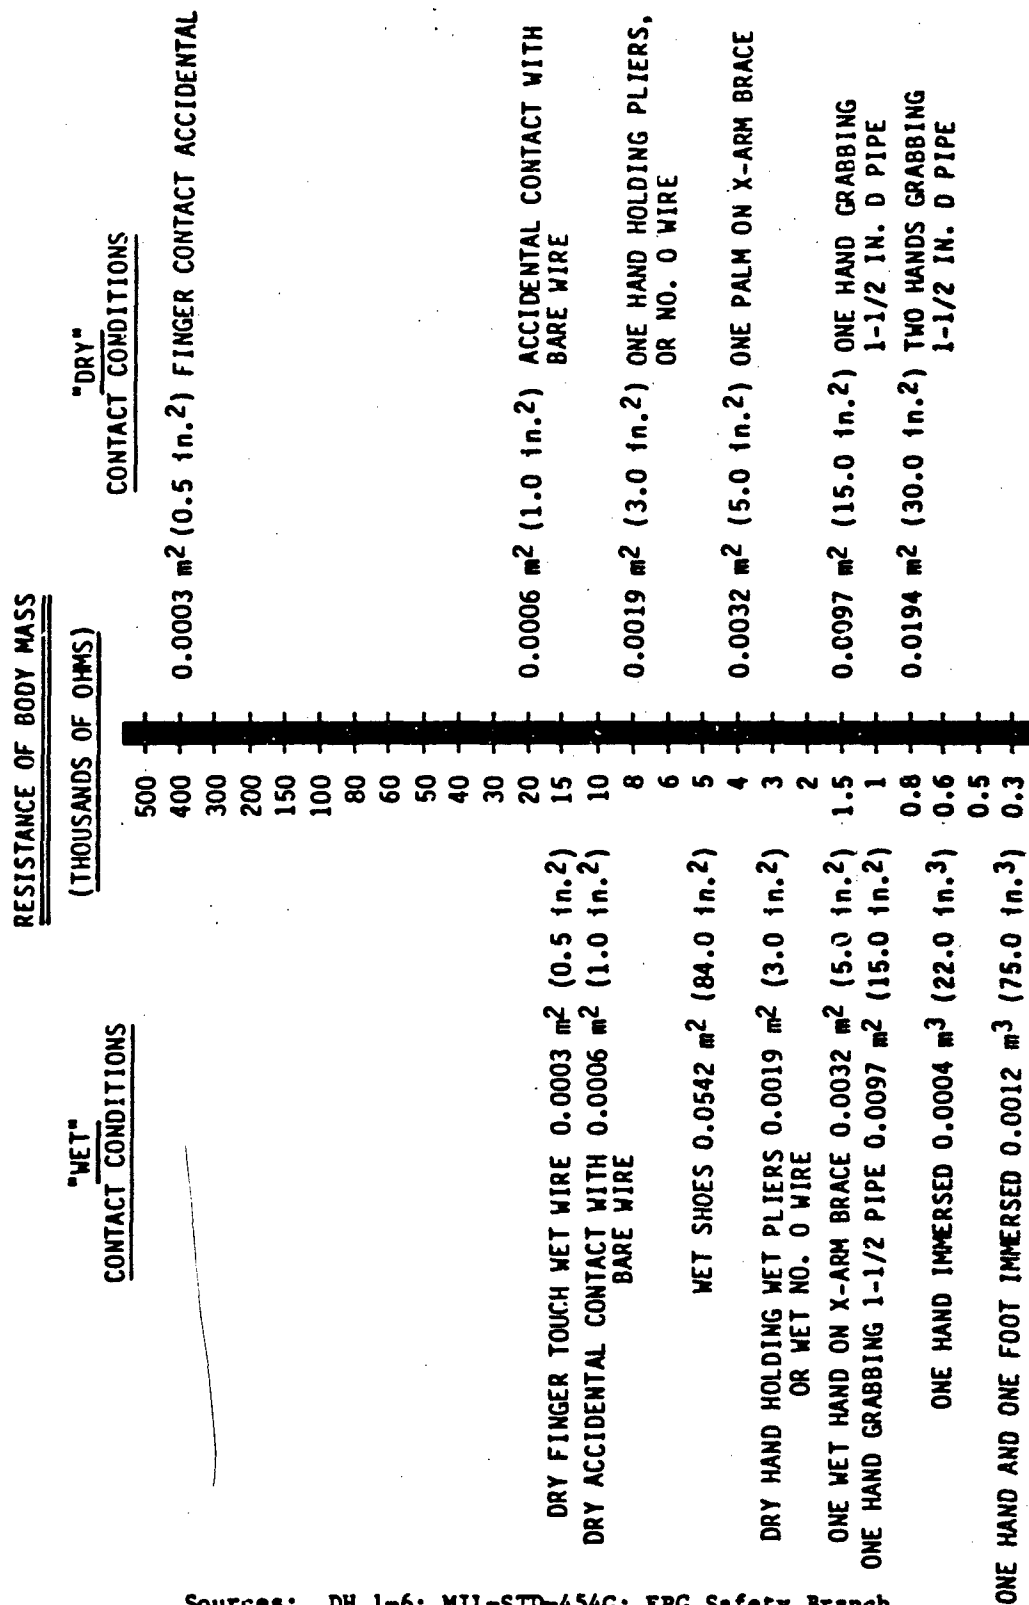 RESISTANCE OF BODY MASS
(THOUSANDS OF OHMS)
"WET"
CONTACT CONDITIONS
"DRY"
CONTACT CONDITIONS
500
400
300
200
150
100
80
60
50
40
30
20
15
10
8
6
5
4
3
2
1.5
1
0.8
0.6
0.5
0.3
DRY FINGER TOUCH WET WIRE 0.0003 m² (0.5 in.²)
DRY ACCIDENTAL CONTACT WITH 0.0006 m² (1.0 in.²)
BARE WIRE
WET SHOES 0.0542 m² (84.0 in.²)
DRY HAND HOLDING WET PLIERS 0.0019 m² (3.0 in.²)
OR WET NO. 0 WIRE
ONE WET HAND ON X-ARM BRACE 0.0032 m² (5.0 in.²)
ONE HAND GRABBING 1-1/2 PIPE 0.0097 m² (15.0 in.²)
ONE HAND IMMERSED 0.0004 m³ (22.0 in.³)
ONE HAND AND ONE FOOT IMMERSED 0.0012 m³ (75.0 in.³)
0.0003 m² (0.5 in.²) FINGER CONTACT ACCIDENTAL
0.0006 m² (1.0 in.²) ACCIDENTAL CONTACT WITH
BARE WIRE
0.0019 m² (3.0 in.²) ONE HAND HOLDING PLIERS,
OR NO. 0 WIRE
0.0032 m² (5.0 in.²) ONE PALM ON X-ARM BRACE
0.0097 m² (15.0 in.²) ONE HAND GRABBING
1-1/2 IN. D PIPE
0.0194 m² (30.0 in.²) TWO HANDS GRABBING
1-1/2 IN. D PIPE
Sources: DH 1-6; MIL-STD-454G; EPG Safety Branch